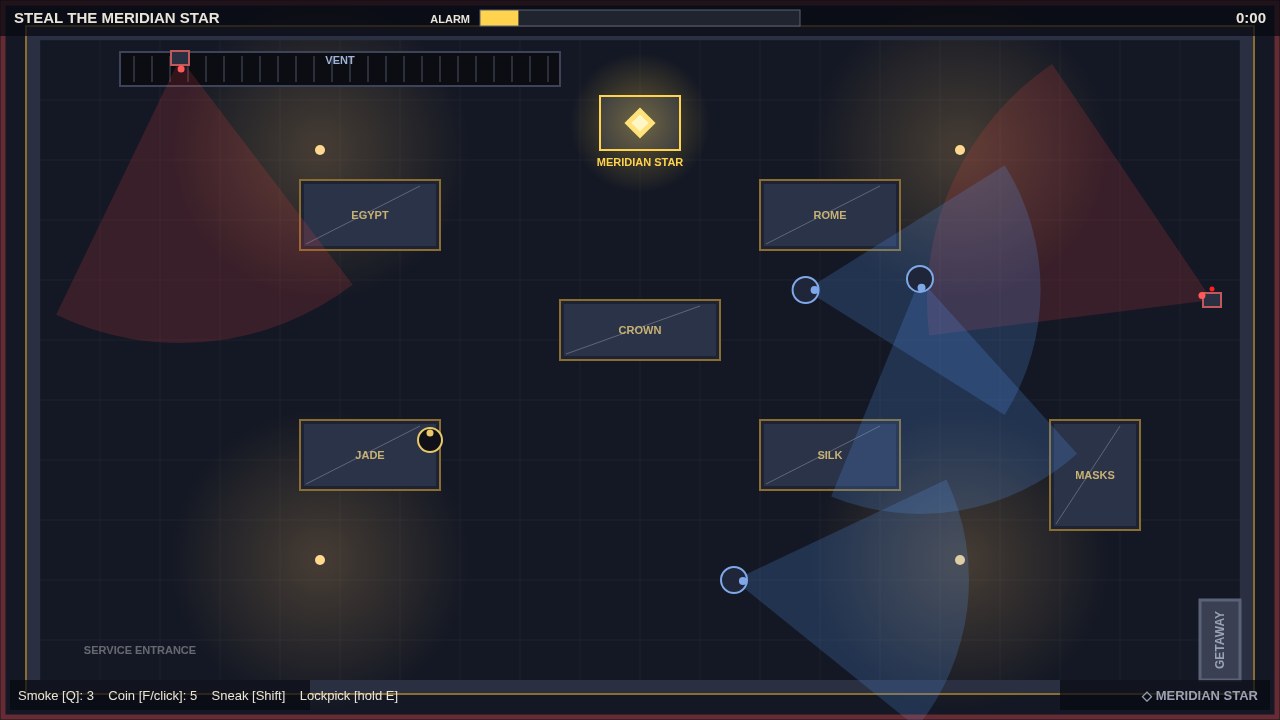 STEAL THE MERIDIAN STAR
ALARM
0:00
VENT
MERIDIAN STAR
EGYPT
ROME
CROWN
JADE
SILK
MASKS
GETAWAY
SERVICE ENTRANCE
Smoke [Q]: 3 Coin [F/click]: 5 Sneak [Shift] Lockpick [hold E]
◇ MERIDIAN STAR